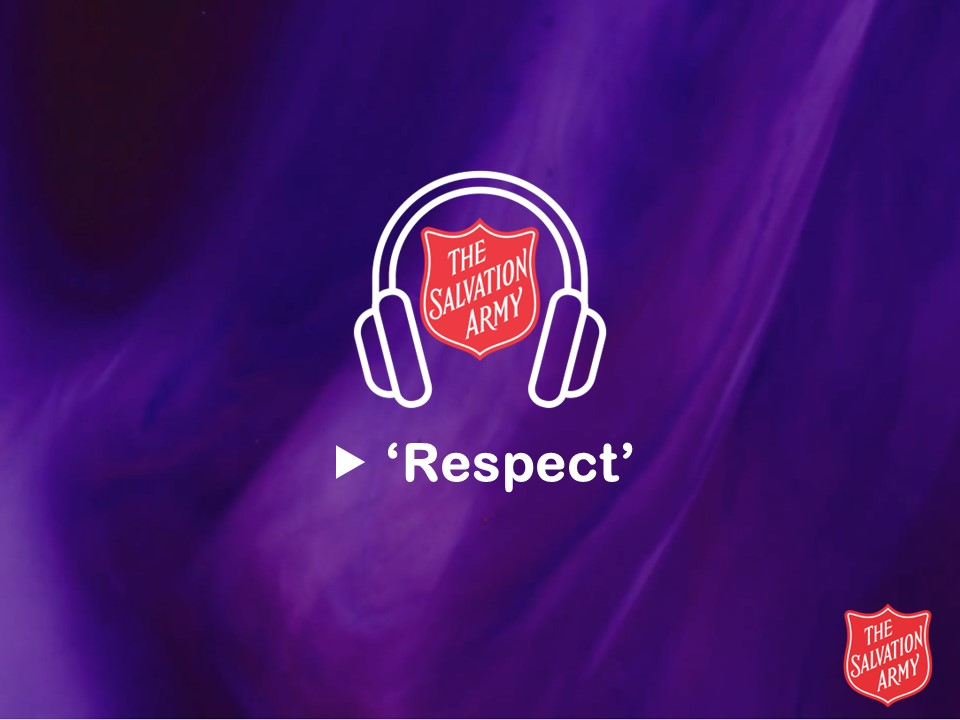 THE
SALVATION
ARMY
‘Respect’
THE
SALVATION
ARMY